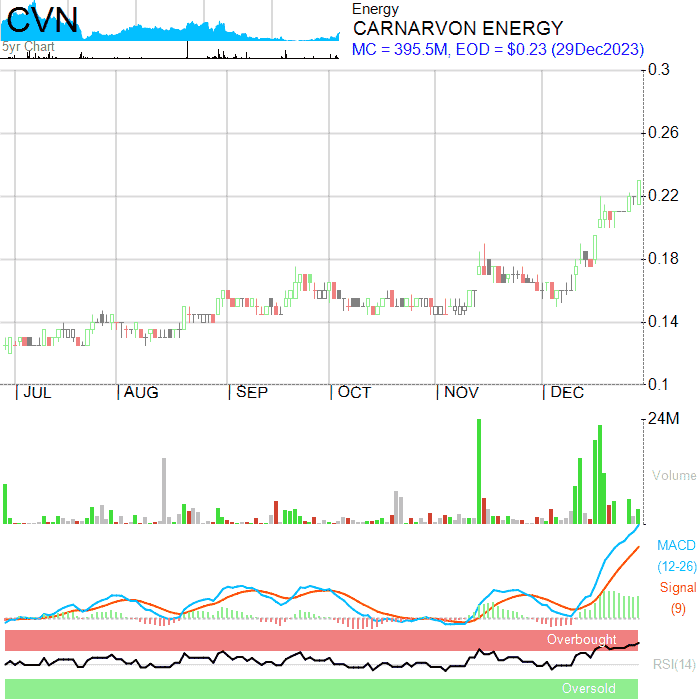 CVN
5yr Chart
Energy
CARNARVON ENERGY
MC = 395.5M, EOD = $0.23 (29Dec2023)
0.3
0.26
0.22
0.18
0.14
0.1
JUL AUG SEP OCT NOV DEC
24M
Volume
MACD
(12-26)
Signal
(9)
Overbought
RSI(14)
Oversold